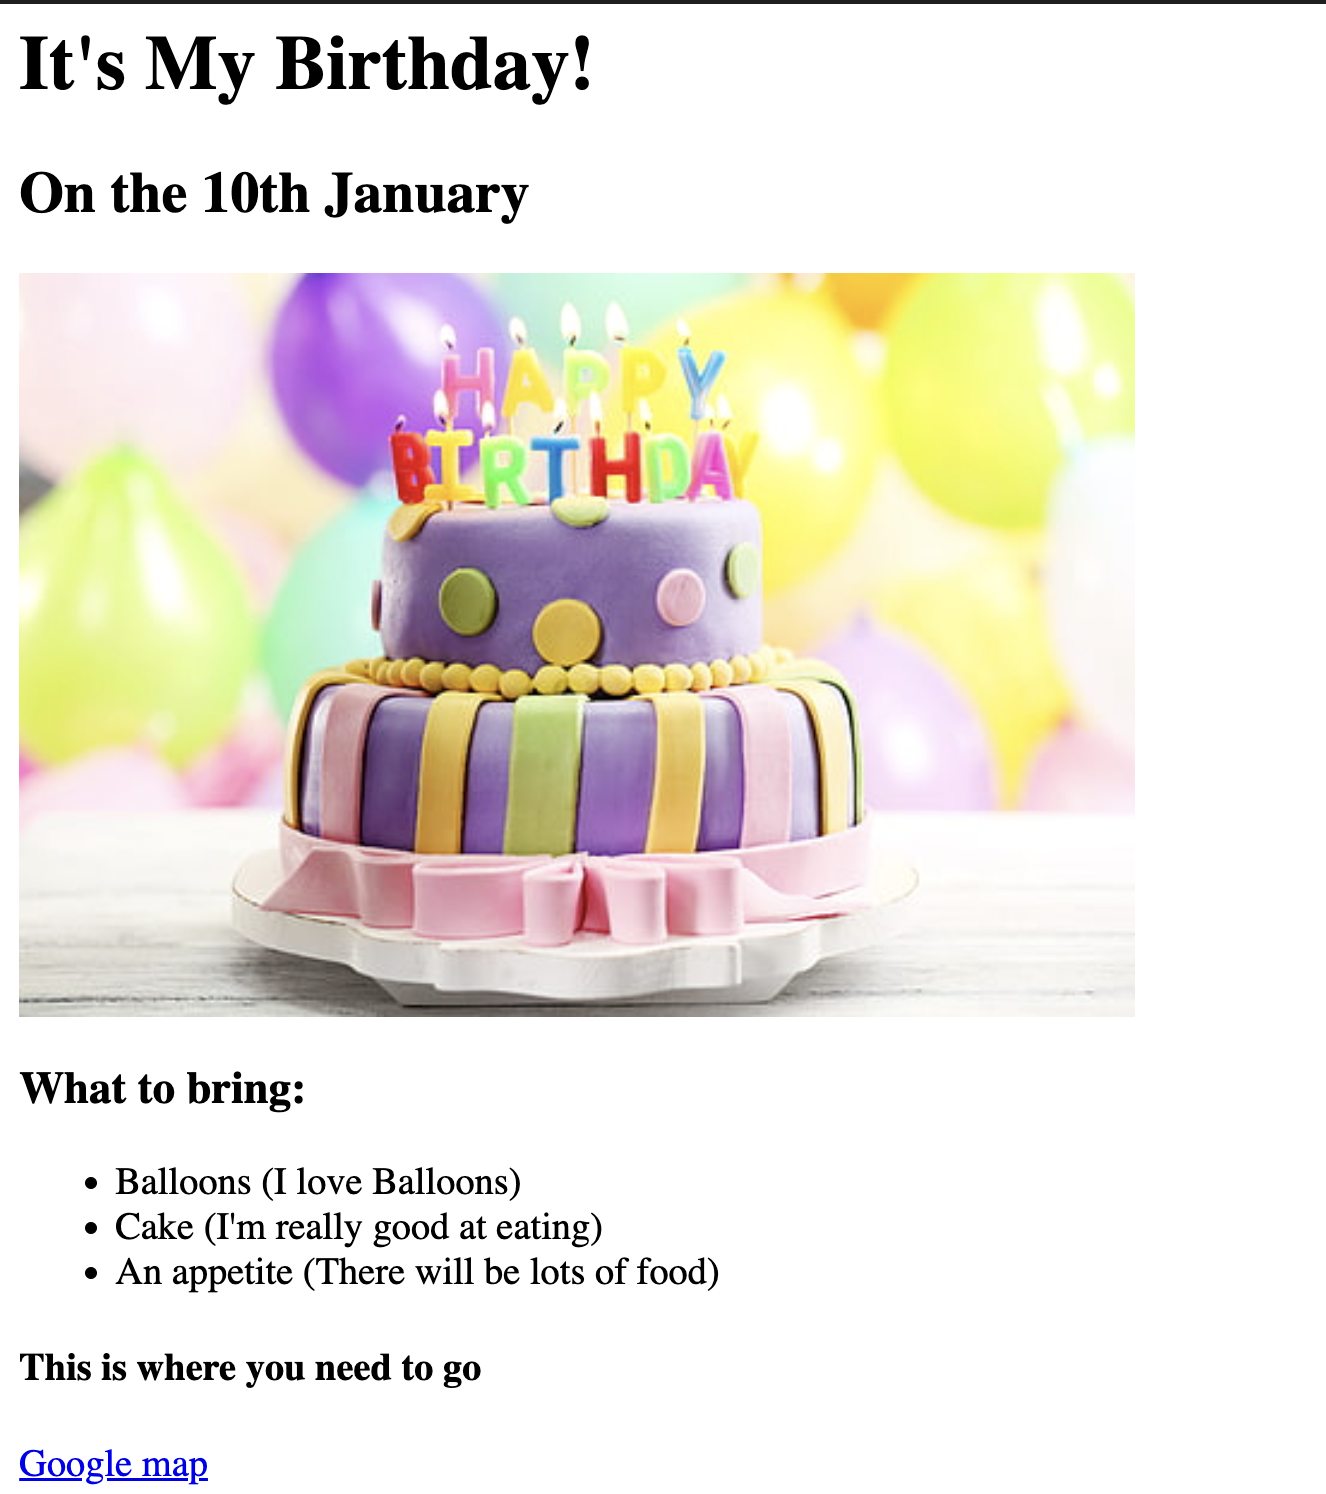 It's My Birthday!
On the 10th January
HAPPY
BIRTHDAY
What to bring:
Balloons (I love Balloons)
Cake (I'm really good at eating)
An appetite (There will be lots of food)
This is where you need to go
Google map